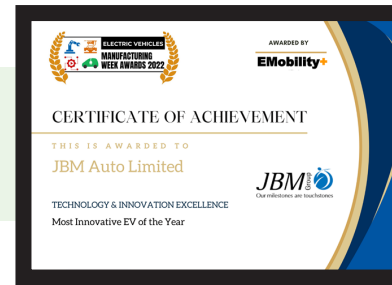 ELECTRIC VEHICLES
MANUFACTURING
WEEK AWARDS 2022
AWARDED BY
EMobility+
CERTIFICATE OF ACHIEVEMENT
THIS IS AWARDED TO
JBM Auto Limited
JBM Group
Our milestones are touchstones
TECHNOLOGY & INNOVATION EXCELLENCE
Most Innovative EV of the Year